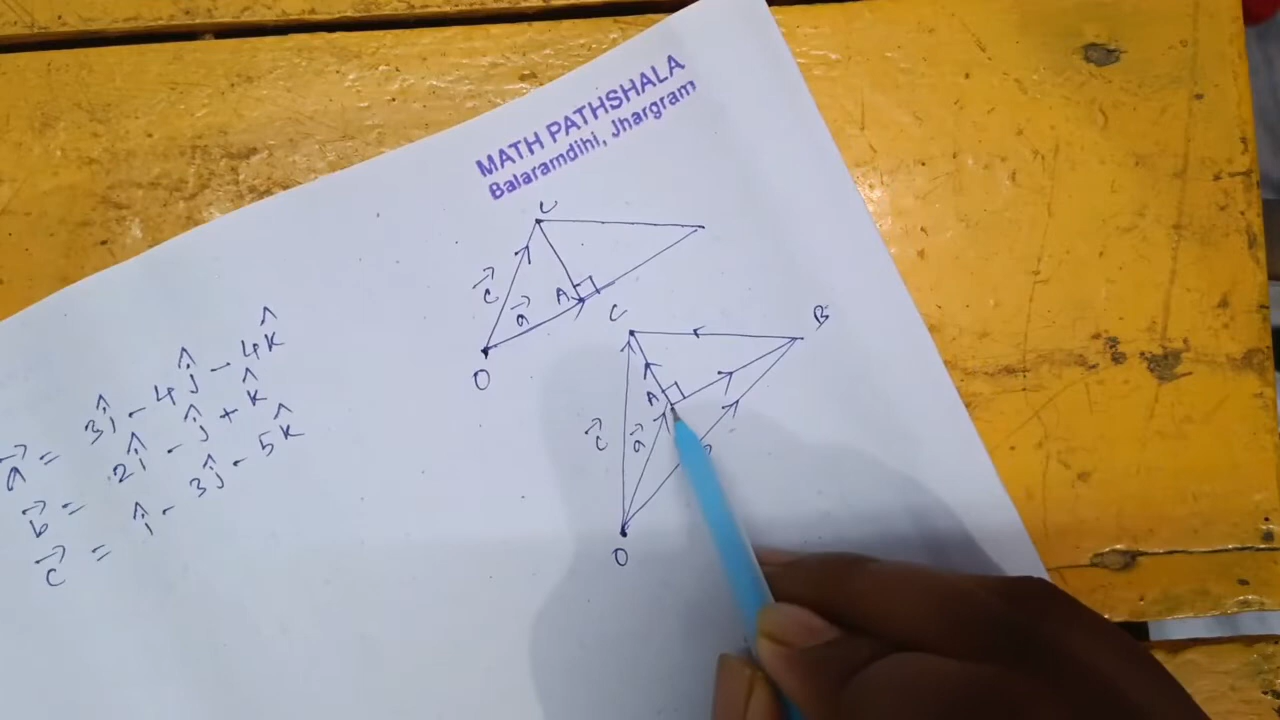 MATH PATHSHALA
Balaramdihi, Jhargram
C
c⃗
a⃗
A
O
C
B
A
c⃗
a⃗
O
a⃗ = 3î - 4ĵ - 4k̂
b⃗ = 2î - ĵ + k̂
c⃗ = î - 3ĵ - 5k̂